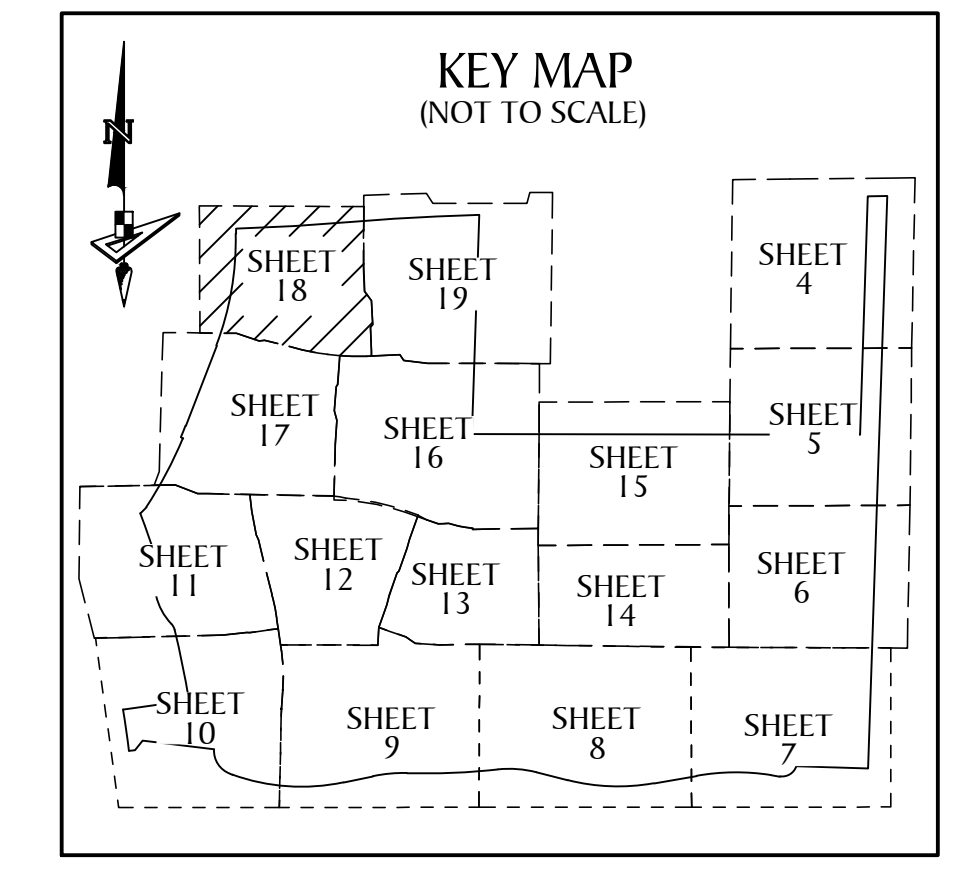 KEY MAP
(NOT TO SCALE)
N
SHEET
4
SHEET
18
SHEET
19
SHEET
5
SHEET
17
SHEET
16
SHEET
15
SHEET
11
SHEET
12
SHEET
13
SHEET
14
SHEET
6
SHEET
10
SHEET
9
SHEET
8
SHEET
7